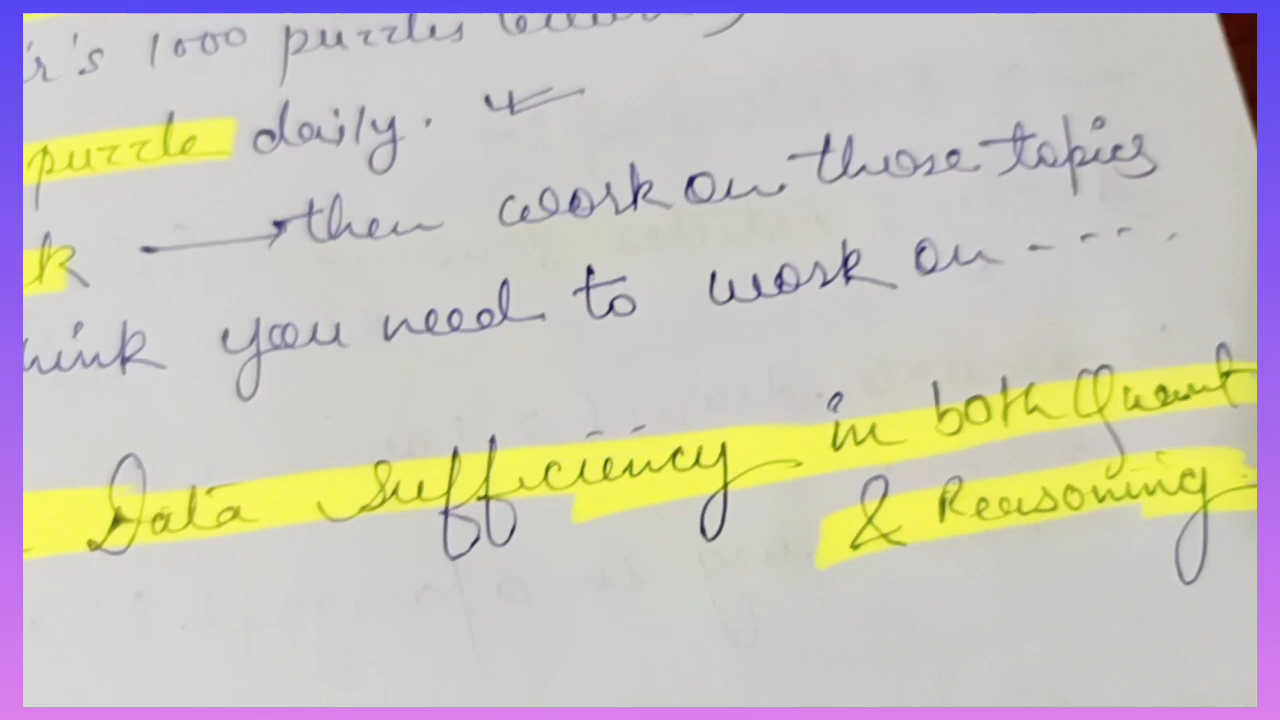 'r's 1000 puzzles
puzzle daily.
k → then work on those topics
hink you need to work on - - - - .
Data Sufficiency in both Quant
& Reasoning.